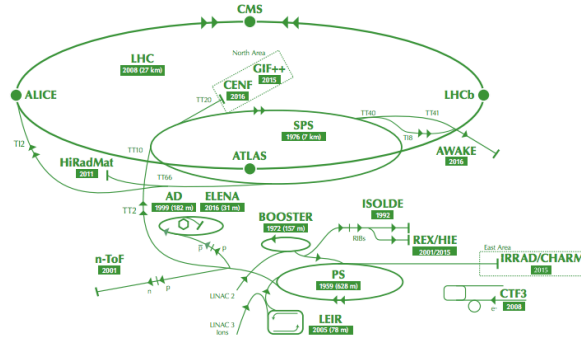 CMS
LHC
2008 (27 km)
North Area
GIF++
2015
CENF
2016
ALICE
LHCb
TT20
SPS
1976 (7 km)
TT40
TT41
TI8
TI2
TT10
ATLAS
AWAKE
2016
HiRadMat
2011
TT66
AD
1999 (182 m)
ELENA
2016 (31 m)
TT2
BOOSTER
1972 (157 m)
ISOLDE
1992
RIBs
REX/HIE
2001/2015
p
p
n-ToF
2001
East Area
IRRAD/CHARM
2015
PS
1959 (628 m)
n
p
LINAC 2
CTF3
2008
e-
LINAC 3
Ions
LEIR
2005 (78 m)